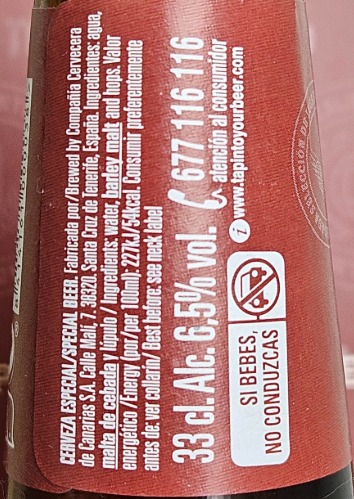 CERVEZA ESPECIAL/SPECIAL BEER. Fabricada por/Brewed by Compañía Cervecera
de Canarias S.A. Calle Matí, 7. 38320. Santa Cruz de Tenerife, España. Ingredientes: agua,
malta de cebada y lúpulo / Ingredients: water, barley malt, and hops. Valor
energético /Energy (por/per 100ml): 227kJ/54kcal. Consumir preferentemente
antes de: ver collarín/ Best before: see neck label
33 cl. Alc. 6,5% vol. 677 116 116
atención al consumidor
i www.tapintoyourbeer.com
SI BEBES,
NO CONDUZCAS